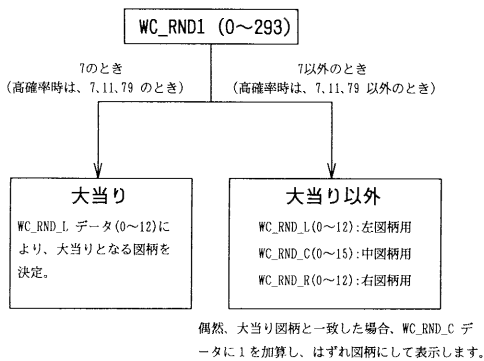 WC_RND1 (0～293)
7のとき
(高確率時は、7、11、79 のとき)
7以外のとき
(高確率時は、7、11、79 以外のとき)
大当り
WC_RND_L データ(0～12)に
より、大当りとなる図柄を
決定。
大当り以外
WC_RND_L(0～12):左図柄用
WC_RND_C(0～15):中図柄用
WC_RND_R(0～12):右図柄用
偶然、大当り図柄と一致した場合、WC_RND_C デ
ータに1を加算し、はずれ図柄にして表示します。